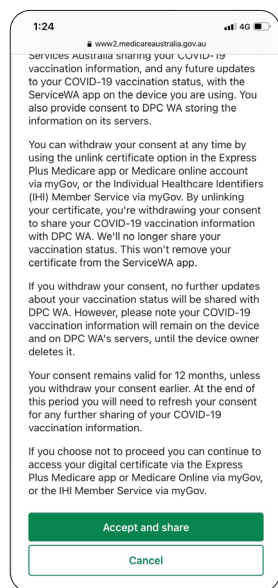 1:24
4G
www2.medicareaustralia.gov.au
Services Australia sharing your COVID-19
vaccination information, and any future updates
to your COVID-19 vaccination status, with the
ServiceWA app on the device you are using. You
also provide consent to DPC WA storing the
information on its servers.
You can withdraw your consent at any time by
using the unlink certificate option in the Express
Plus Medicare app or Medicare online account
via myGov, or the Individual Healthcare Identifiers
(IHI) Member Service via myGov. By unlinking
your certificate, you're withdrawing your consent
to share your COVID-19 vaccination information
with DPC WA. We'll no longer share your
vaccination status. This won't remove your
certificate from the ServiceWA app.
If you withdraw your consent, no further updates
about your vaccination status will be shared with
DPC WA. However, please note your COVID-19
vaccination information will remain on the device
and on DPC WA's servers, until the device owner
deletes it.
Your consent remains valid for 12 months, unless
you withdraw your consent earlier. At the end of
this period you will need to refresh your consent
for any further sharing of your COVID-19
vaccination information.
If you choose not to proceed you can continue to
access your digital certificate via the Express
Plus Medicare app or Medicare Online via myGov,
or the IHI Member Service via myGov.
Accept and share
Cancel